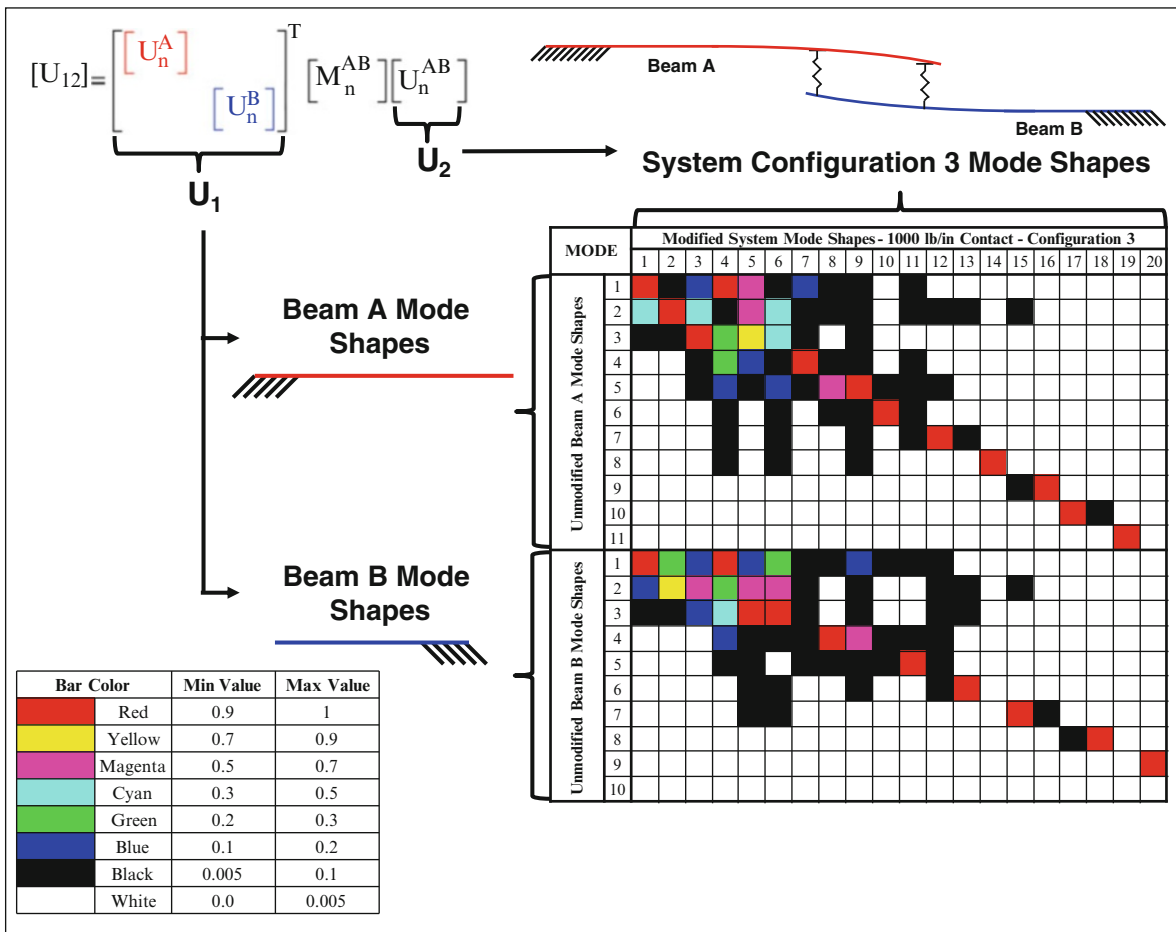 [U12]= [[U_n^A] [U_n^B]]^T [M_n^AB][U_n^AB]
U1
U2
Beam A
Beam B
System Configuration 3 Mode Shapes
Beam A Mode
Shapes
Beam B Mode
Shapes
MODE
Modified System Mode Shapes - 1000 lb/in Contact - Configuration 3
1 2 3 4 5 6 7 8 9 10 11 12 13 14 15 16 17 18 19 20
Unmodified Beam A Mode Shapes
1
2
3
4
5
6
7
8
9
10
11
Unmodified Beam B Mode Shapes
1
2
3
4
5
6
7
8
9
10
Bar Color Min Value Max Value
Red 0.9 1
Yellow 0.7 0.9
Magenta 0.5 0.7
Cyan 0.3 0.5
Green 0.2 0.3
Blue 0.1 0.2
Black 0.005 0.1
White 0.0 0.005